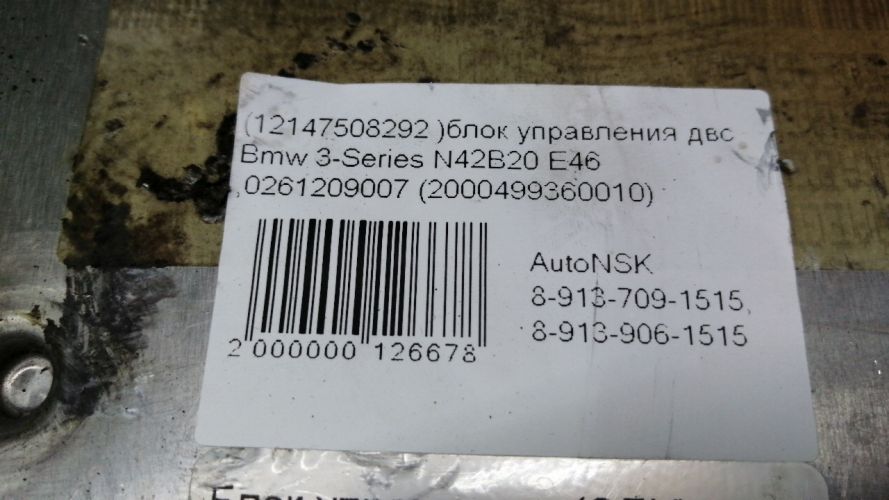 (12147508292 )блок управления двс
Bmw 3-Series N42B20 E46
,0261209007 (2000499360010)
AutoNSK
8-913-709-1515,
8-913-906-1515
2 000000 126678